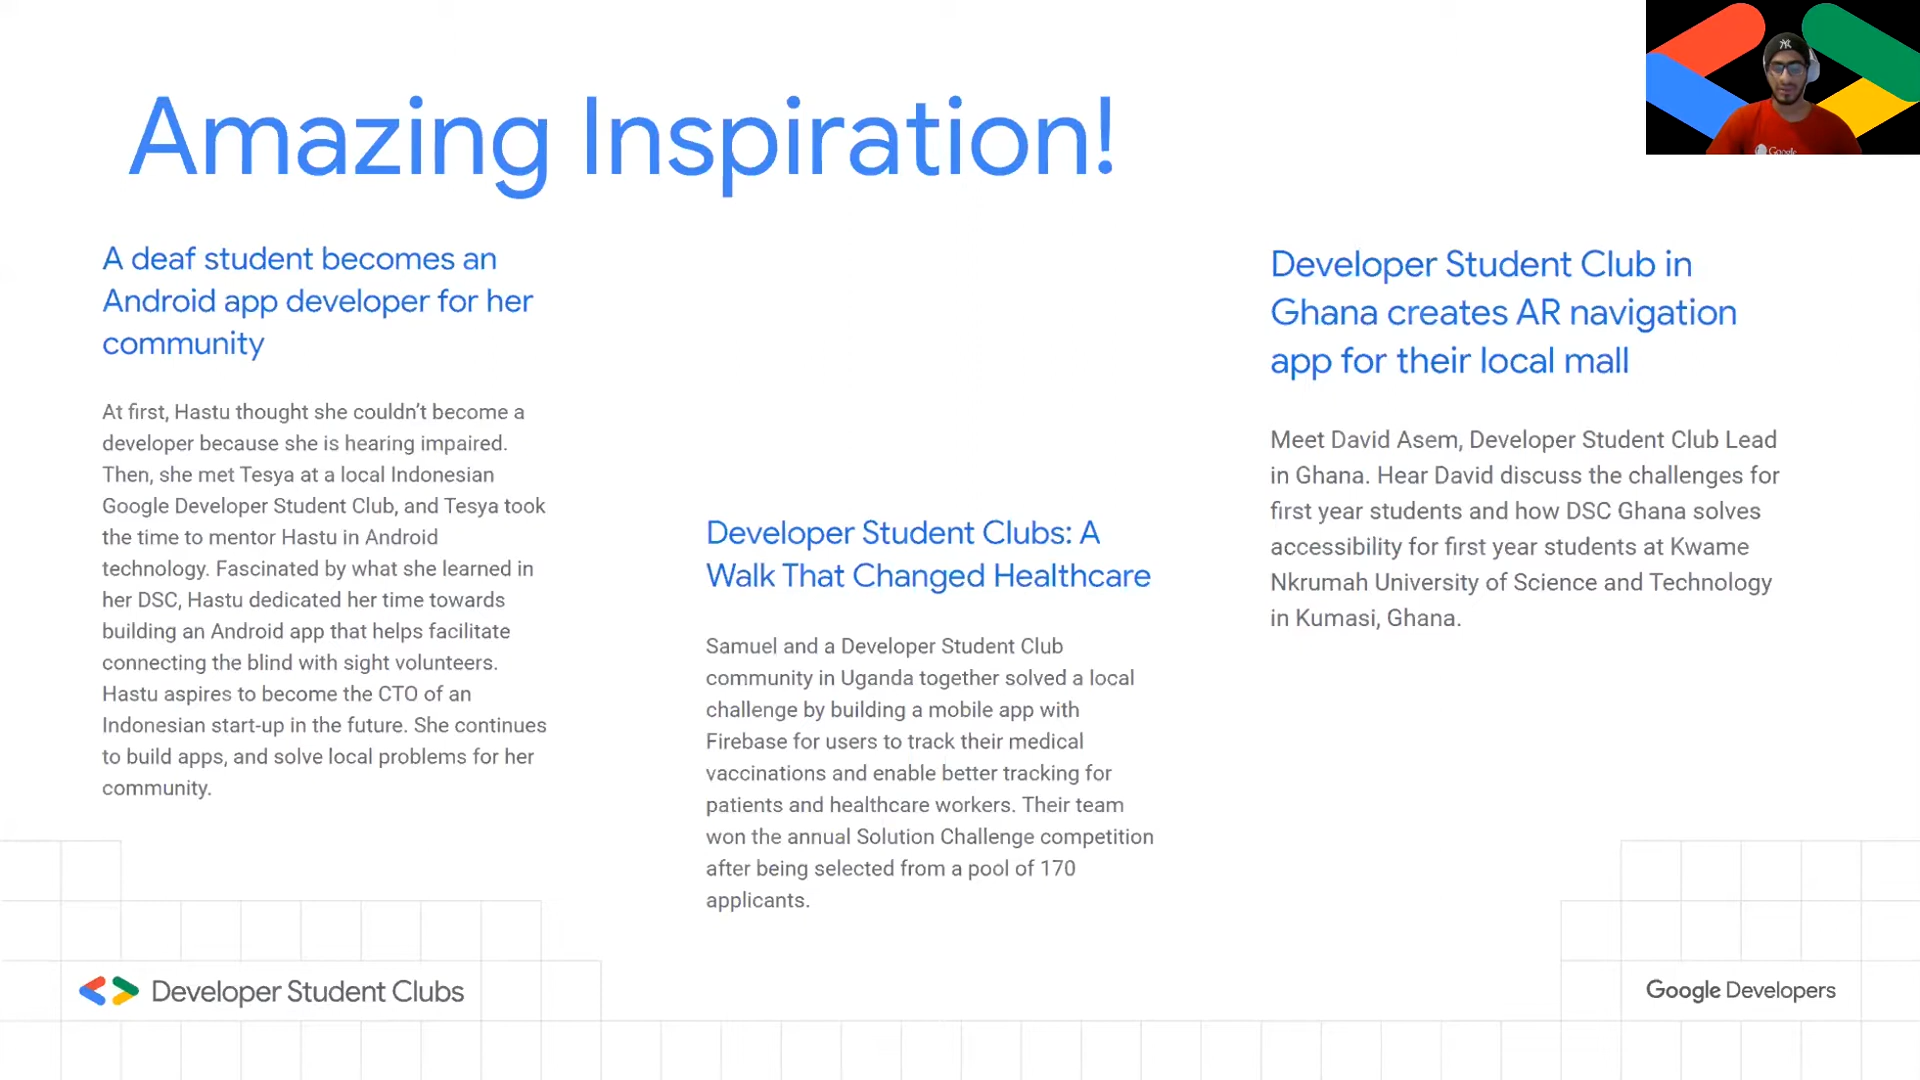 Amazing Inspiration!
A deaf student becomes an
Android app developer for her
community
At first, Hastu thought she couldn't become a
developer because she is hearing impaired.
Then, she met Tesya at a local Indonesian
Google Developer Student Club, and Tesya took
the time to mentor Hastu in Android
technology. Fascinated by what she learned in
her DSC, Hastu dedicated her time towards
building an Android app that helps facilitate
connecting the blind with sight volunteers.
Hastu aspires to become the CTO of an
Indonesian start-up in the future. She continues
to build apps, and solve local problems for her
community.
Developer Student Clubs: A
Walk That Changed Healthcare
Samuel and a Developer Student Club
community in Uganda together solved a local
challenge by building a mobile app with
Firebase for users to track their medical
vaccinations and enable better tracking for
patients and healthcare workers. Their team
won the annual Solution Challenge competition
after being selected from a pool of 170
applicants.
Developer Student Club in
Ghana creates AR navigation
app for their local mall
Meet David Asem, Developer Student Club Lead
in Ghana. Hear David discuss the challenges for
first year students and how DSC Ghana solves
accessibility for first year students at Kwame
Nkrumah University of Science and Technology
in Kumasi, Ghana.
NY
Google
Developer Student Clubs
Google Developers